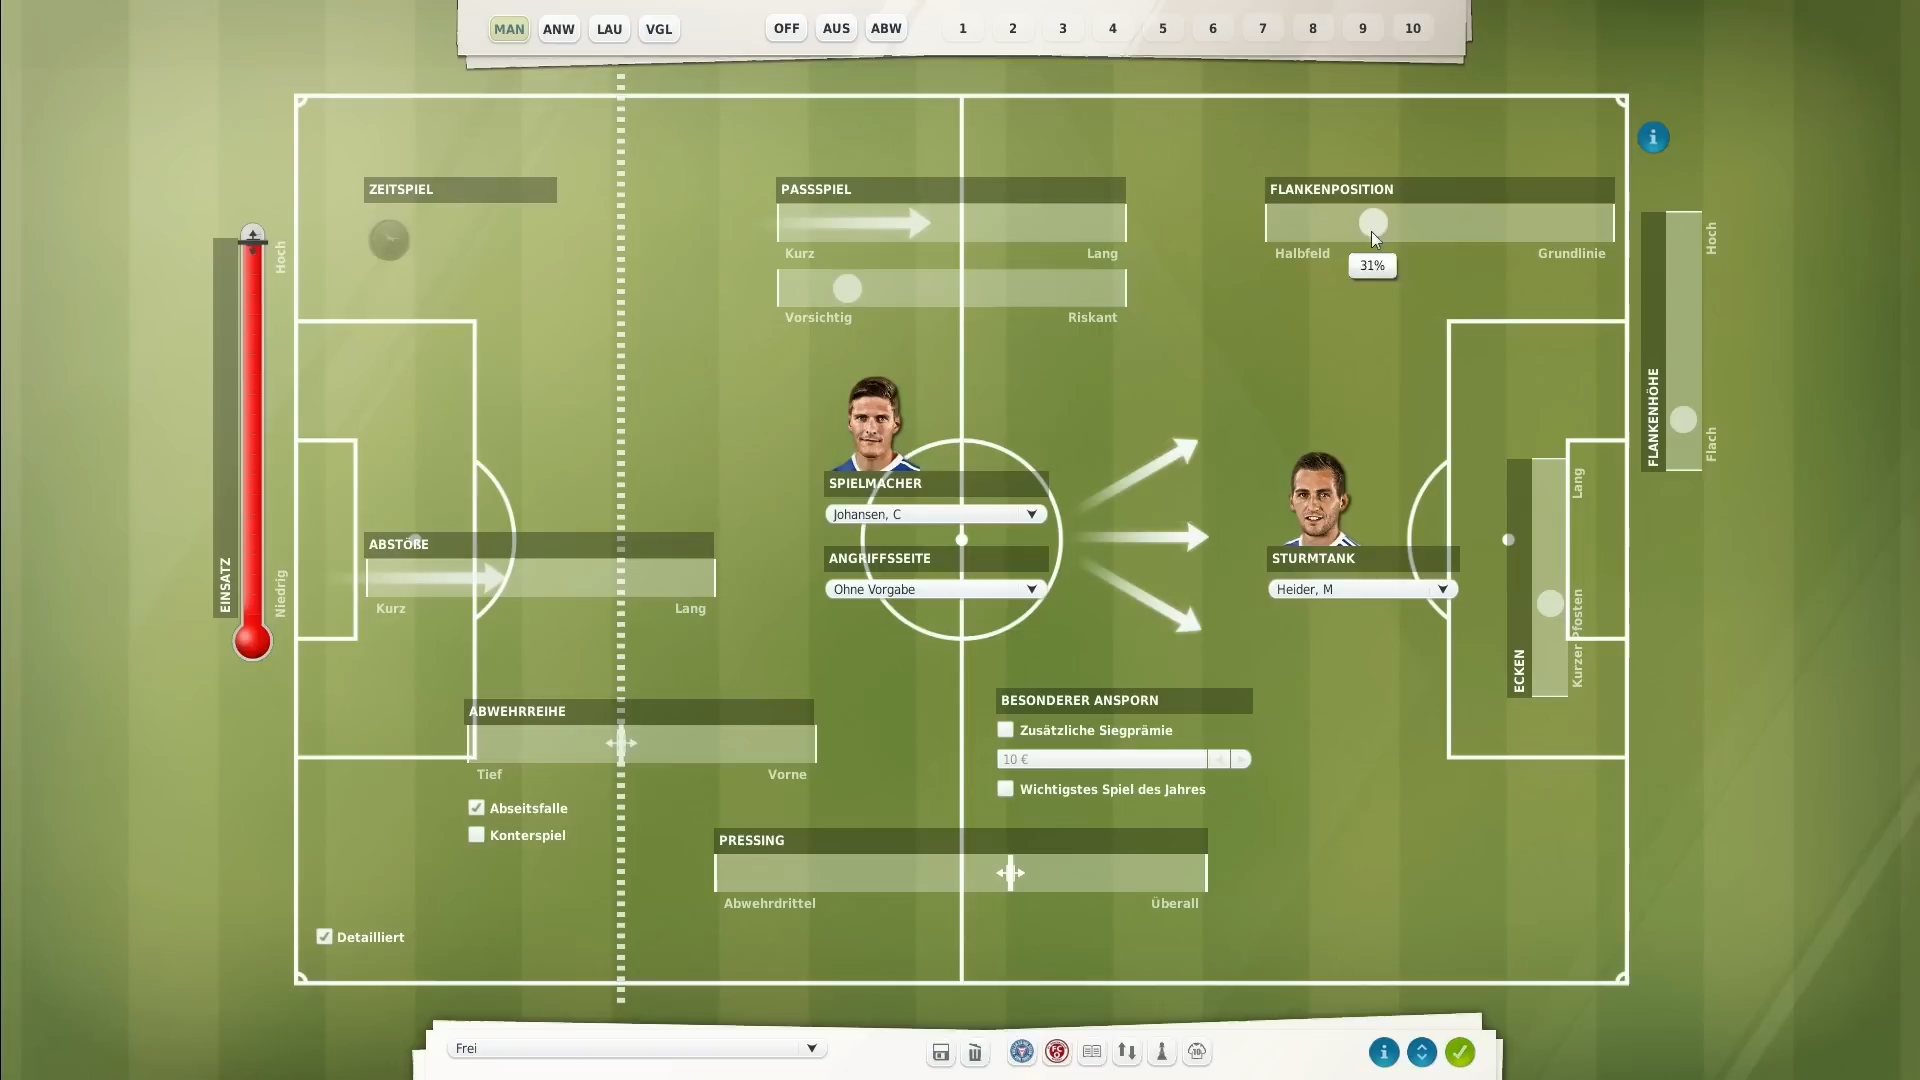 MAN ANW LAU VGL OFF AUS ABW 1 2 3 4 5 6 7 8 9 10
ZEITSPIEL
PASSSPIEL
Kurz Lang
Vorsichtig Riskant
FLANKENPOSITION
Halbfeld Grundlinie
31%
EINSATZ
Hoch
Niedrig
FLANKENHÖHE
Hoch
Flach
SPIELMACHER
Johansen, C
ANGRIFFSSEITE
Ohne Vorgabe
STURMTANK
Heider, M
ECKEN
Lang
Kurzer Pfosten
ABSTÖßE
Kurz Lang
ABWEHRREIHE
Tief Vorne
Abseitsfalle
Konterspiel
BESONDERER ANSPORN
Zusätzliche Siegprämie
10 €
Wichtigstes Spiel des Jahres
PRESSING
Abwehrdrittel Überall
Detailliert
Frei
10